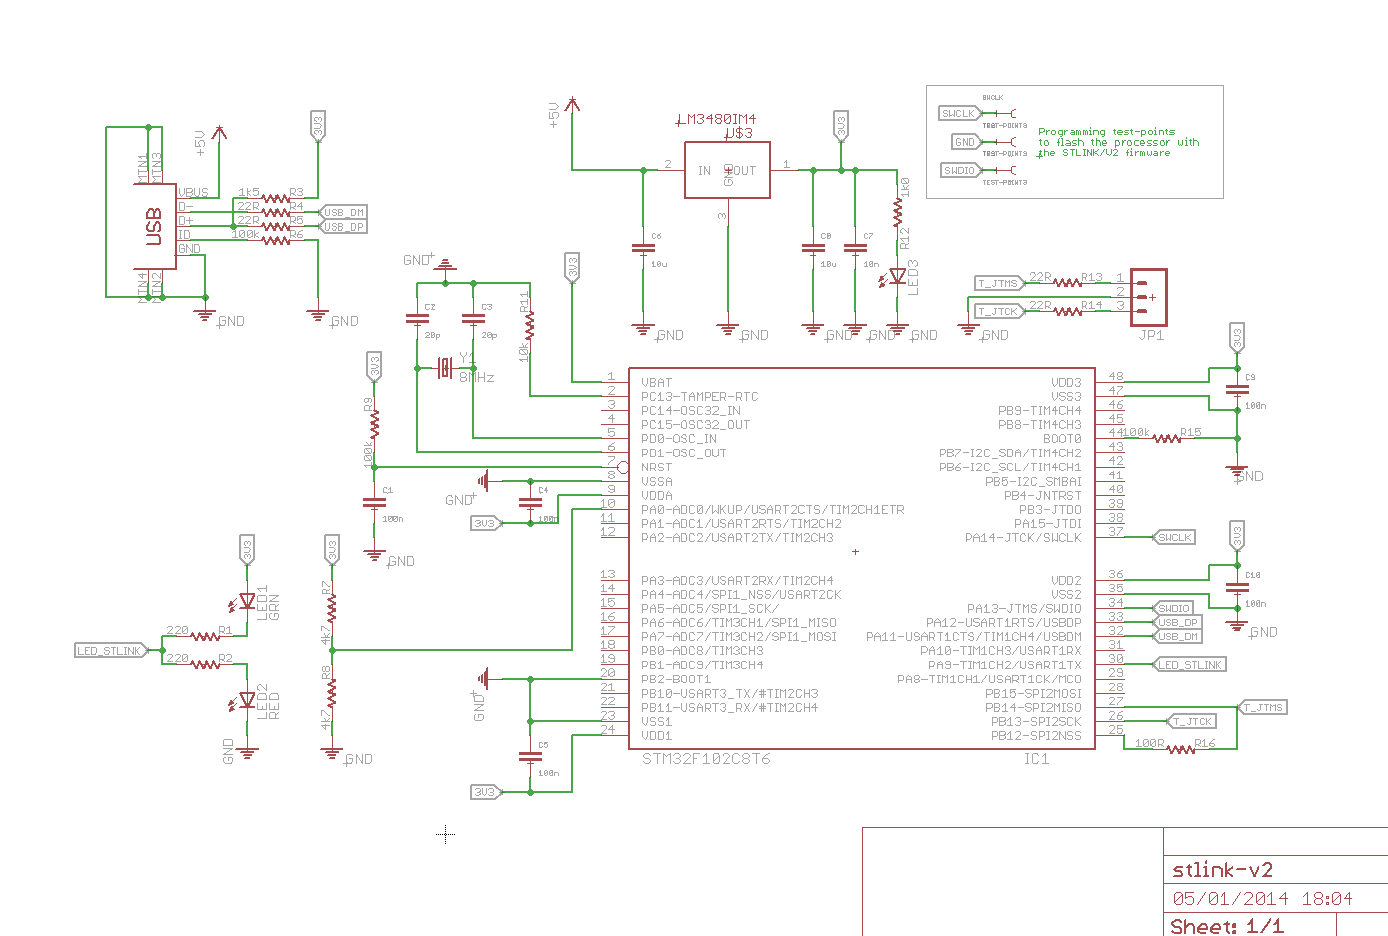 +5V
3V3
MTN1
MTN3
USB
VBUS
D-
D+
ID
GND
MTN4
MTN2
1k5 R3
22R R4
22R R5
100k R6
USB_DM
USB_DP
GND
GND
+5V
LM3480IM4
U$3
2 IN GND OUT 1
3
3V3
C6
10u
C8
10u
C7
10n
1k0
R12
LED3
GND
GND
GND
GND
GND
SWCLK
SWCLK
TEST-POINT3
GND
TEST-POINT3
SWDIO
TEST-POINT3
Programming test-points
to flash the processor with
the STLINK/V2 firmware
T_JTMS 22R R13 1
2
T_JTCK 22R R14 3
GND
JP1
GND
C2
20p
C3
20p
Y1
8MHz
R11
10k
3V3
3V3
R9
100k
C1
100n
GND
GND
C4
100n
3V3
1 VBAT
2 PC13-TAMPER-RTC
3 PC14-OSC32_IN
4 PC15-OSC32_OUT
5 PD0-OSC_IN
6 PD1-OSC_OUT
7 NRST
8 VSSA
9 VDDA
10 PA0-ADC0/WKUP/USART2CTS/TIM2CH1ETR
11 PA1-ADC1/USART2RTS/TIM2CH2
12 PA2-ADC2/USART2TX/TIM2CH3
13 PA3-ADC3/USART2RX/TIM2CH4
14 PA4-ADC4/SPI1_NSS/USART2CK
15 PA5-ADC5/SPI1_SCK/
16 PA6-ADC6/TIM3CH1/SPI1_MISO
17 PA7-ADC7/TIM3CH2/SPI1_MOSI
18 PB0-ADC8/TIM3CH3
19 PB1-ADC9/TIM3CH4
20 PB2-BOOT1
21 PB10-USART3_TX/#TIM2CH3
22 PB11-USART3_RX/#TIM2CH4
23 VSS1
24 VDD1
VDD3 48
VSS3 47
PB9-TIM4CH4 46
PB8-TIM4CH3 45
BOOT0 44
PB7-I2C_SDA/TIM4CH2 43
PB6-I2C_SCL/TIM4CH1 42
PB5-I2C_SMBAI 41
PB4-JNTRST 40
PB3-JTDO 39
PA15-JTDI 38
PA14-JTCK/SWCLK 37
VDD2 36
VSS2 35
PA13-JTMS/SWDIO 34
PA12-USART1RTS/USBDP 33
PA11-USART1CTS/TIM1CH4/USBDM 32
PA10-TIM1CH3/USART1RX 31
PA9-TIM1CH2/USART1TX 30
PA8-TIM1CH1/USART1CK/MCO 29
PB15-SPI2MOSI 28
PB14-SPI2MISO 27
PB13-SPI2SCK 26
PB12-SPI2NSS 25
STM32F102C8T6
IC1
3V3
C9
100n
100k R15
GND
SWCLK
3V3
C10
100n
GND
SWDIO
USB_DP
USB_DM
LED_STLINK
T_JTMS
T_JTCK
100R R16
3V3
LED1
GRN
LED_STLINK
220 R1
220 R2
LED2
RED
GND
3V3
R7
4k7
R8
4k7
GND
GND
C5
100n
3V3
stlink-v2
05/01/2014 18:04
Sheet: 1/1